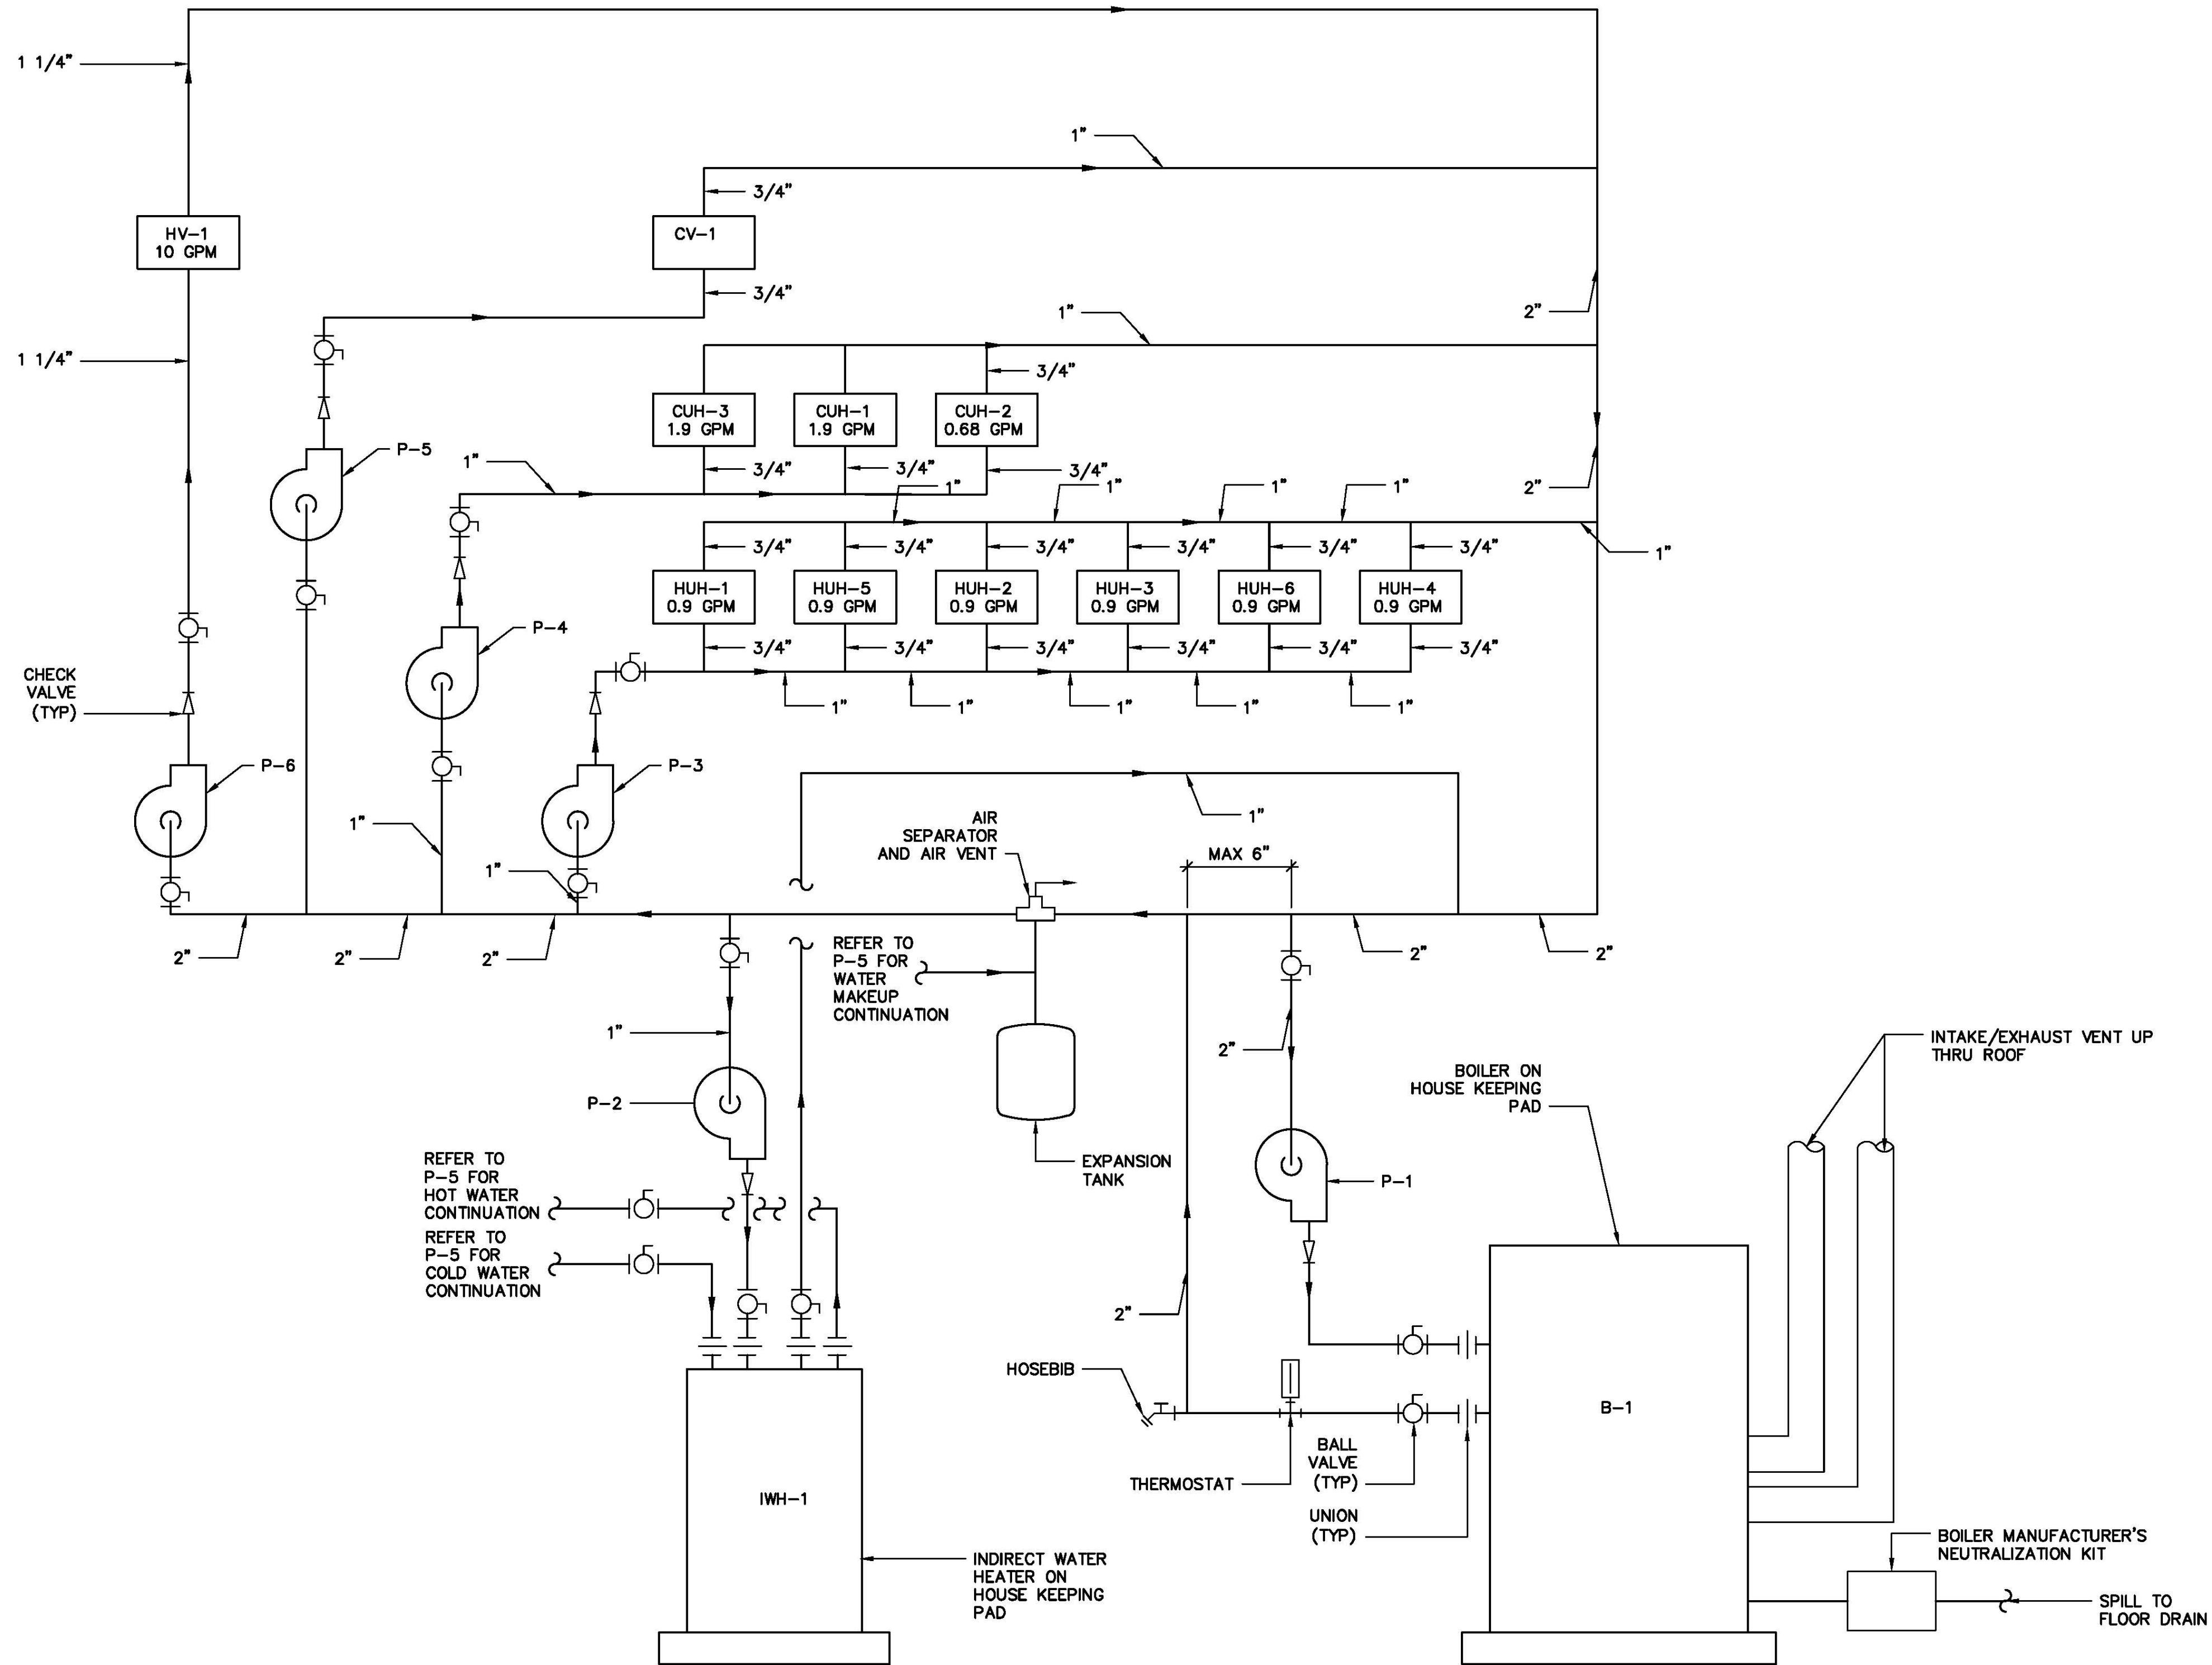 1 1/4"
1"
3/4"
HV-1
10 GPM
CV-1
3/4"
2"
1"
1 1/4"
3/4"
CUH-3
1.9 GPM
CUH-1
1.9 GPM
CUH-2
0.68 GPM
P-5
1"
3/4"
3/4"
3/4"
1"
1"
1"
1"
2"
3/4"
3/4"
3/4"
3/4"
3/4"
3/4"
1"
HUH-1
0.9 GPM
HUH-5
0.9 GPM
HUH-2
0.9 GPM
HUH-3
0.9 GPM
HUH-6
0.9 GPM
HUH-4
0.9 GPM
P-4
3/4"
3/4"
3/4"
3/4"
3/4"
3/4"
CHECK
VALVE
(TYP)
1"
1"
1"
1"
1"
P-6
P-3
1"
1"
AIR
SEPARATOR
AND AIR VENT
MAX 6"
1"
2"
2"
2"
REFER TO
P-5 FOR
WATER
MAKEUP
CONTINUATION
2"
2"
1"
2"
INTAKE/EXHAUST VENT UP
THRU ROOF
BOILER ON
HOUSE KEEPING
PAD
P-2
EXPANSION
TANK
P-1
REFER TO
P-5 FOR
HOT WATER
CONTINUATION
REFER TO
P-5 FOR
COLD WATER
CONTINUATION
2"
HOSEBIB
B-1
BALL
VALVE
(TYP)
THERMOSTAT
IWH-1
UNION
(TYP)
BOILER MANUFACTURER'S
NEUTRALIZATION KIT
INDIRECT WATER
HEATER ON
HOUSE KEEPING
PAD
SPILL TO
FLOOR DRAIN